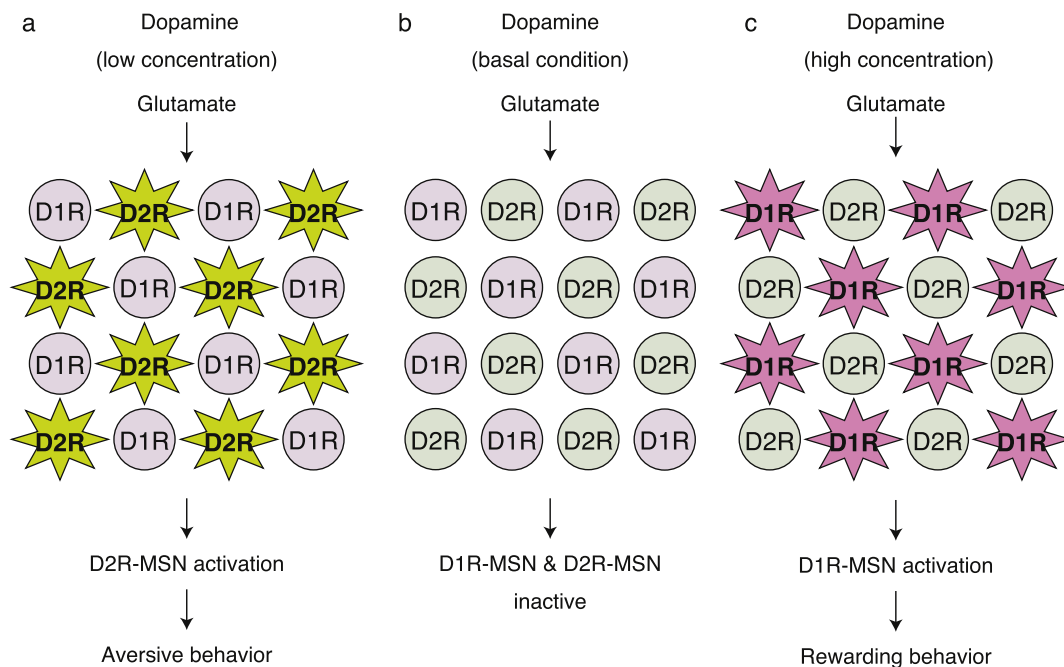 a
Dopamine
(low concentration)
Glutamate
D1R D2R D1R D2R
D2R D1R D2R D1R
D1R D2R D1R D2R
D2R D1R D2R D1R
D2R-MSN activation
Aversive behavior
b
Dopamine
(basal condition)
Glutamate
D1R D2R D1R D2R
D2R D1R D2R D1R
D1R D2R D1R D2R
D2R D1R D2R D1R
D1R-MSN & D2R-MSN
inactive
c
Dopamine
(high concentration)
Glutamate
D1R D2R D1R D2R
D2R D1R D2R D1R
D1R D2R D1R D2R
D2R D1R D2R D1R
D1R-MSN activation
Rewarding behavior